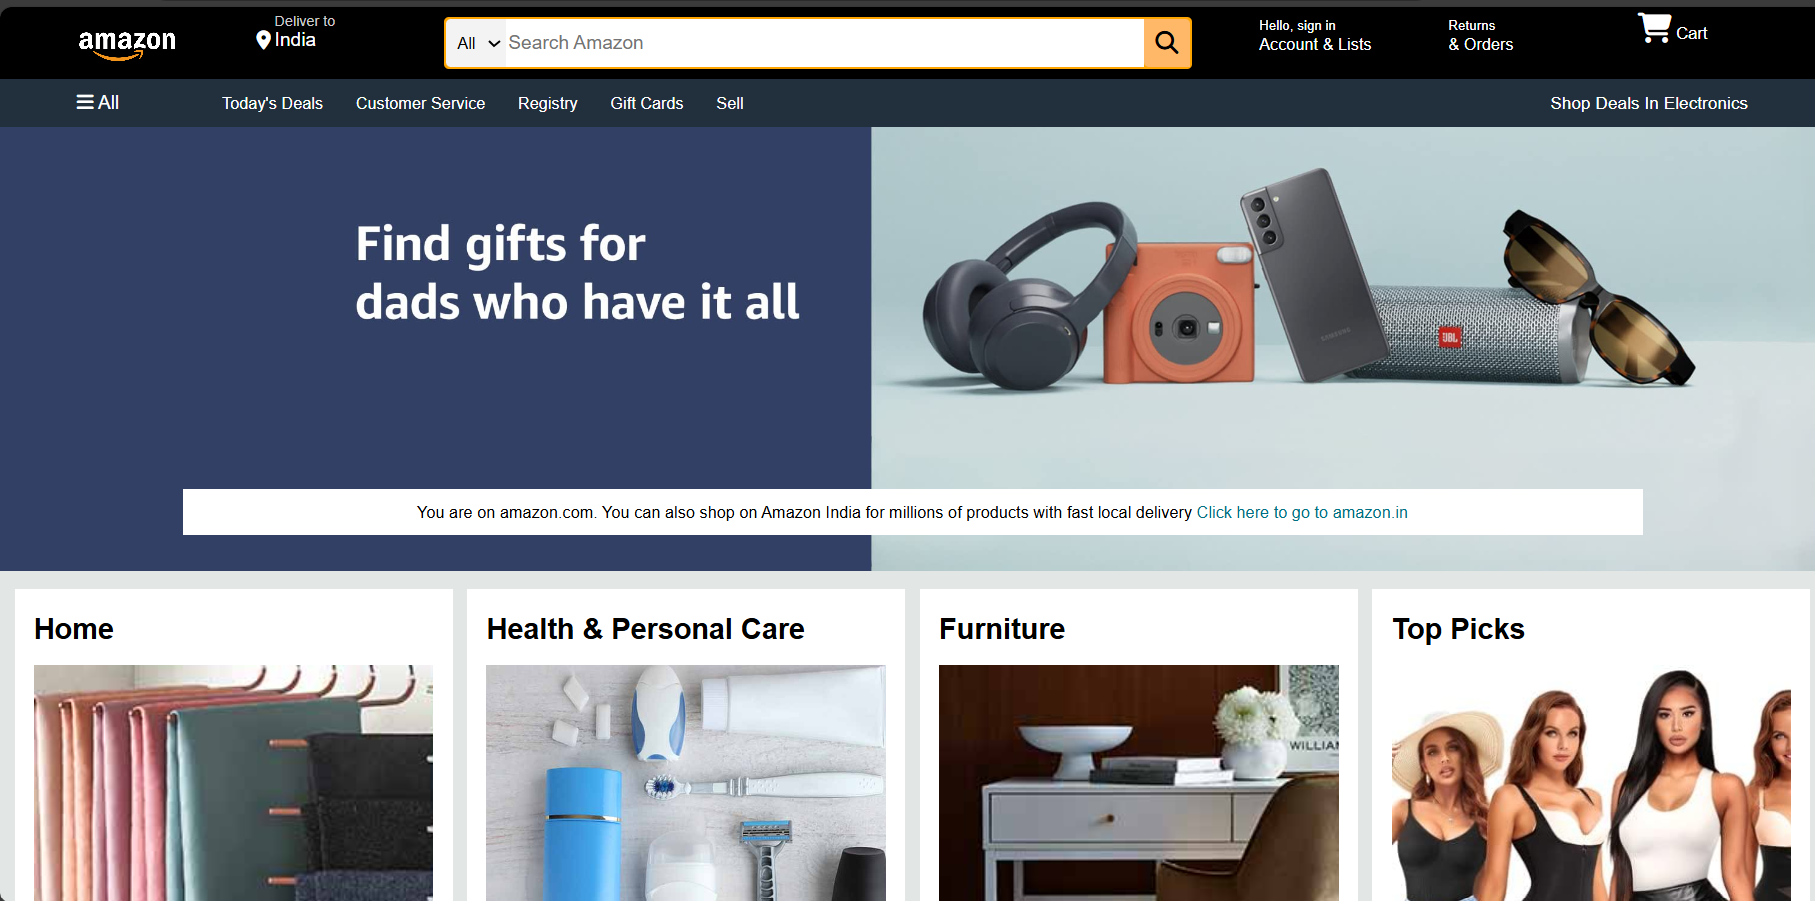 amazon
Deliver to
India
All
Search Amazon
Hello, sign in
Account & Lists
Returns
& Orders
Cart
All
Today's Deals
Customer Service
Registry
Gift Cards
Sell
Shop Deals In Electronics
Find gifts for
dads who have it all
SAMSUNG
JBL
You are on amazon.com. You can also shop on Amazon India for millions of products with fast local delivery Click here to go to amazon.in
Home
Health & Personal Care
Furniture
Top Picks
WILLIAM